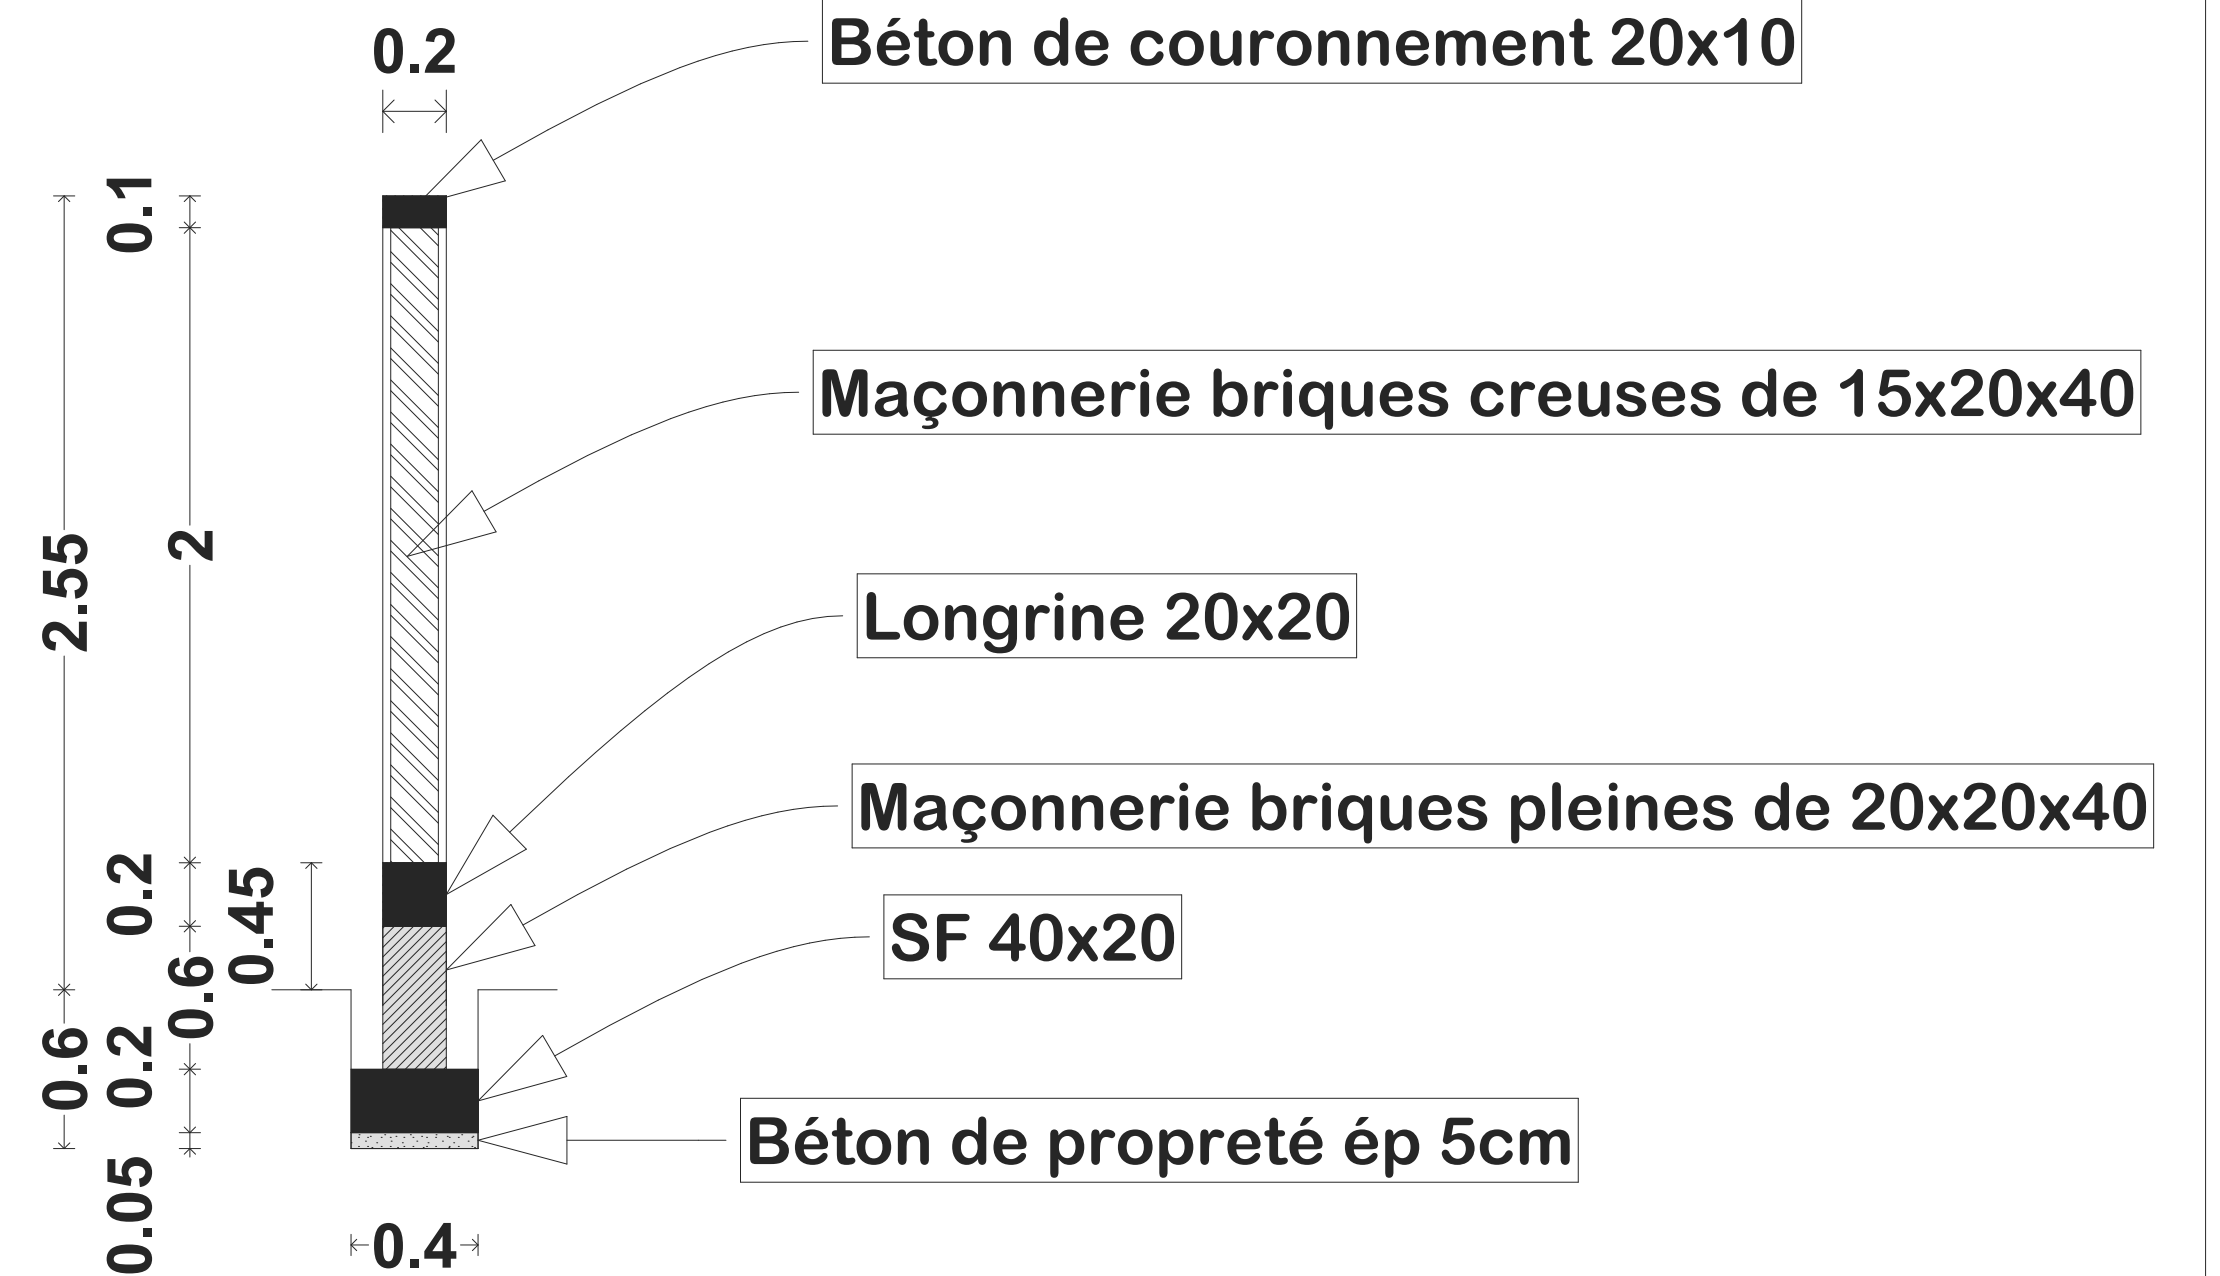 0.2
Béton de couronnement 20x10
0.1
Maçonnerie briques creuses de 15x20x40
2.55
2
Longrine 20x20
Maçonnerie briques pleines de 20x20x40
0.2
0.45
SF 40x20
0.6
0.6
0.2
Béton de propreté ép 5cm
0.05
0.4